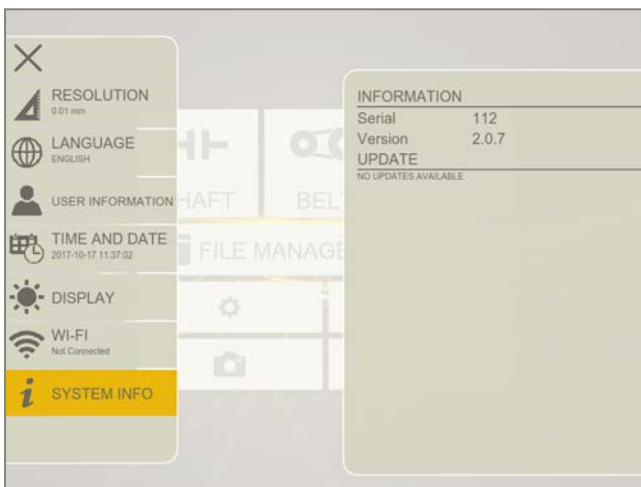 RESOLUTION
0.01 mm
LANGUAGE
ENGLISH
USER INFORMATION
TIME AND DATE
2017-10-17 11:37:02
DISPLAY
WI-FI
Not Connected
SYSTEM INFO
HAFT
BEL
FILE MANAGE
INFORMATION
Serial 112
Version 2.0.7
UPDATE
NO UPDATES AVAILABLE